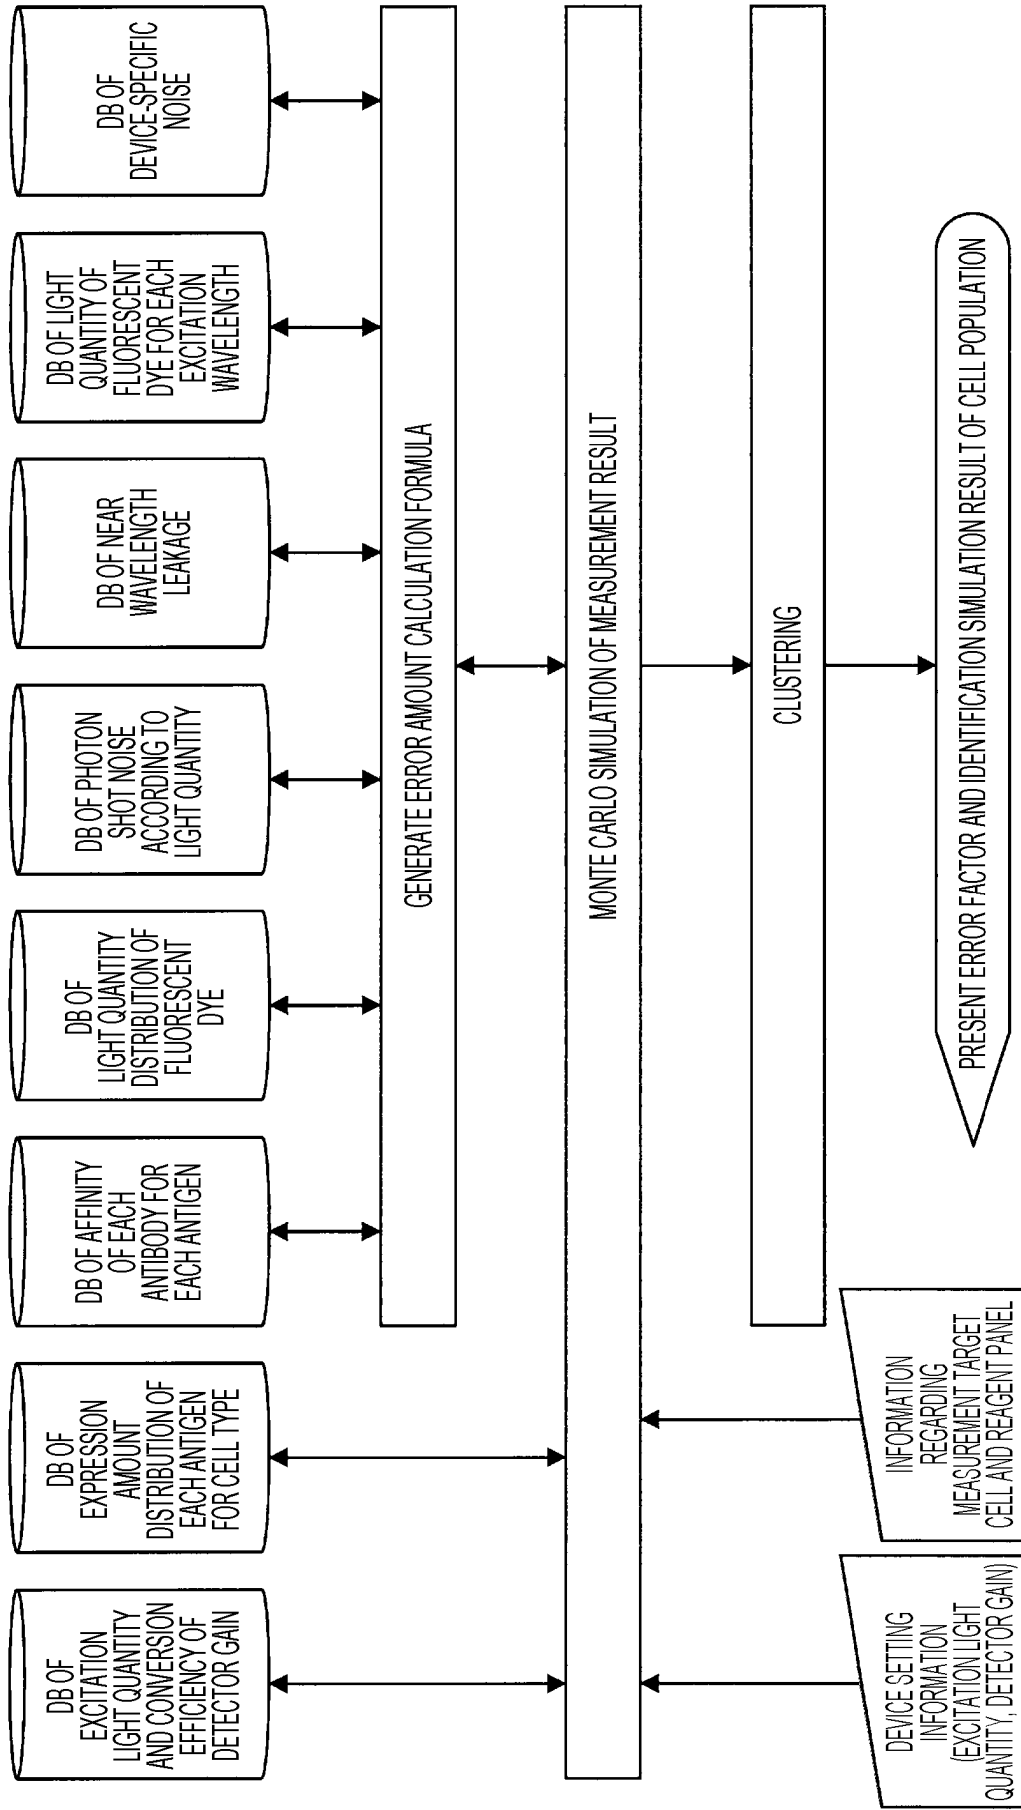 DB OF
EXCITATION
LIGHT QUANTITY
AND CONVERSION
EFFICIENCY OF
DETECTOR GAIN
DB OF
EXPRESSION
AMOUNT
DISTRIBUTION OF
EACH ANTIGEN
FOR CELL TYPE
DB OF AFFINITY
OF EACH
ANTIBODY FOR
EACH ANTIGEN
DB OF
LIGHT QUANTITY
DISTRIBUTION OF
FLUORESCENT
DYE
DB OF PHOTON
SHOT NOISE
ACCORDING TO
LIGHT QUANTITY
DB OF NEAR
WAVELENGTH
LEAKAGE
DB OF LIGHT
QUANTITY OF
FLUORESCENT
DYE FOR EACH
EXCITATION
WAVELENGTH
DB OF
DEVICE-SPECIFIC
NOISE
GENERATE ERROR AMOUNT CALCULATION FORMULA
MONTE CARLO SIMULATION OF MEASUREMENT RESULT
CLUSTERING
DEVICE SETTING
INFORMATION
(EXCITATION LIGHT
QUANTITY, DETECTOR GAIN)
INFORMATION
REGARDING
MEASUREMENT TARGET
CELL AND REAGENT PANEL
PRESENT ERROR FACTOR AND IDENTIFICATION SIMULATION RESULT OF CELL POPULATION